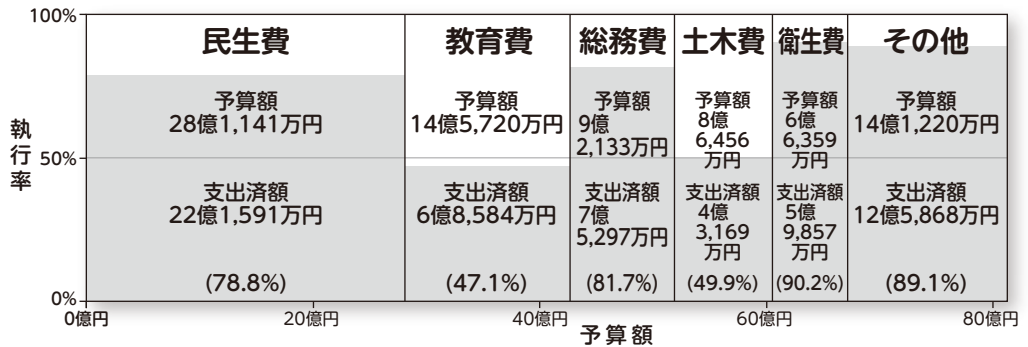 100%
50%
0%
執行率
民生費
予算額
28億1,141万円
支出済額
22億1,591万円
(78.8%)
教育費
予算額
14億5,720万円
支出済額
6億8,584万円
(47.1%)
総務費
予算額
9億
2,133万円
支出済額
7億
5,297万円
(81.7%)
土木費
予算額
8億
6,456
万円
支出済額
4億
3,169
万円
(49.9%)
衛生費
予算額
6億
6,359
万円
支出済額
5億
9,857
万円
(90.2%)
その他
予算額
14億1,220万円
支出済額
12億5,868万円
(89.1%)
0億円
20億円
40億円
60億円
80億円
予算額